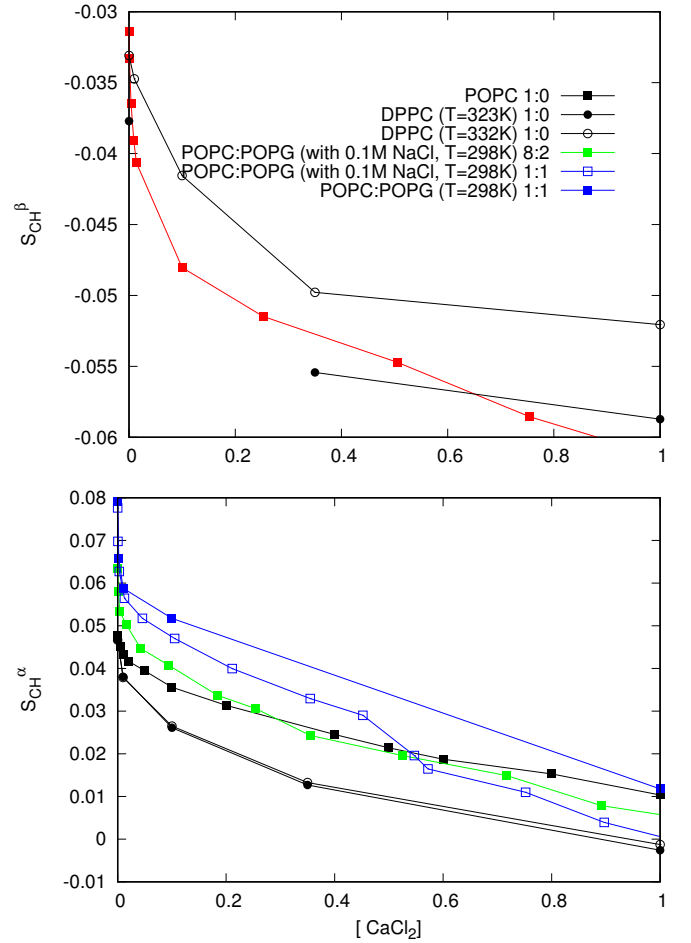 -0.03
-0.035
-0.04
-0.045
-0.05
-0.055
-0.06
S_CH^β
0 0.2 0.4 0.6 0.8 1
POPC 1:0
DPPC (T=323K) 1:0
DPPC (T=332K) 1:0
POPC:POPG (with 0.1M NaCl, T=298K) 8:2
POPC:POPG (with 0.1M NaCl, T=298K) 1:1
POPC:POPG (T=298K) 1:1
0.08
0.07
0.06
0.05
0.04
0.03
0.02
0.01
0
-0.01
S_CH^α
0 0.2 0.4 0.6 0.8 1
[ CaCl₂]